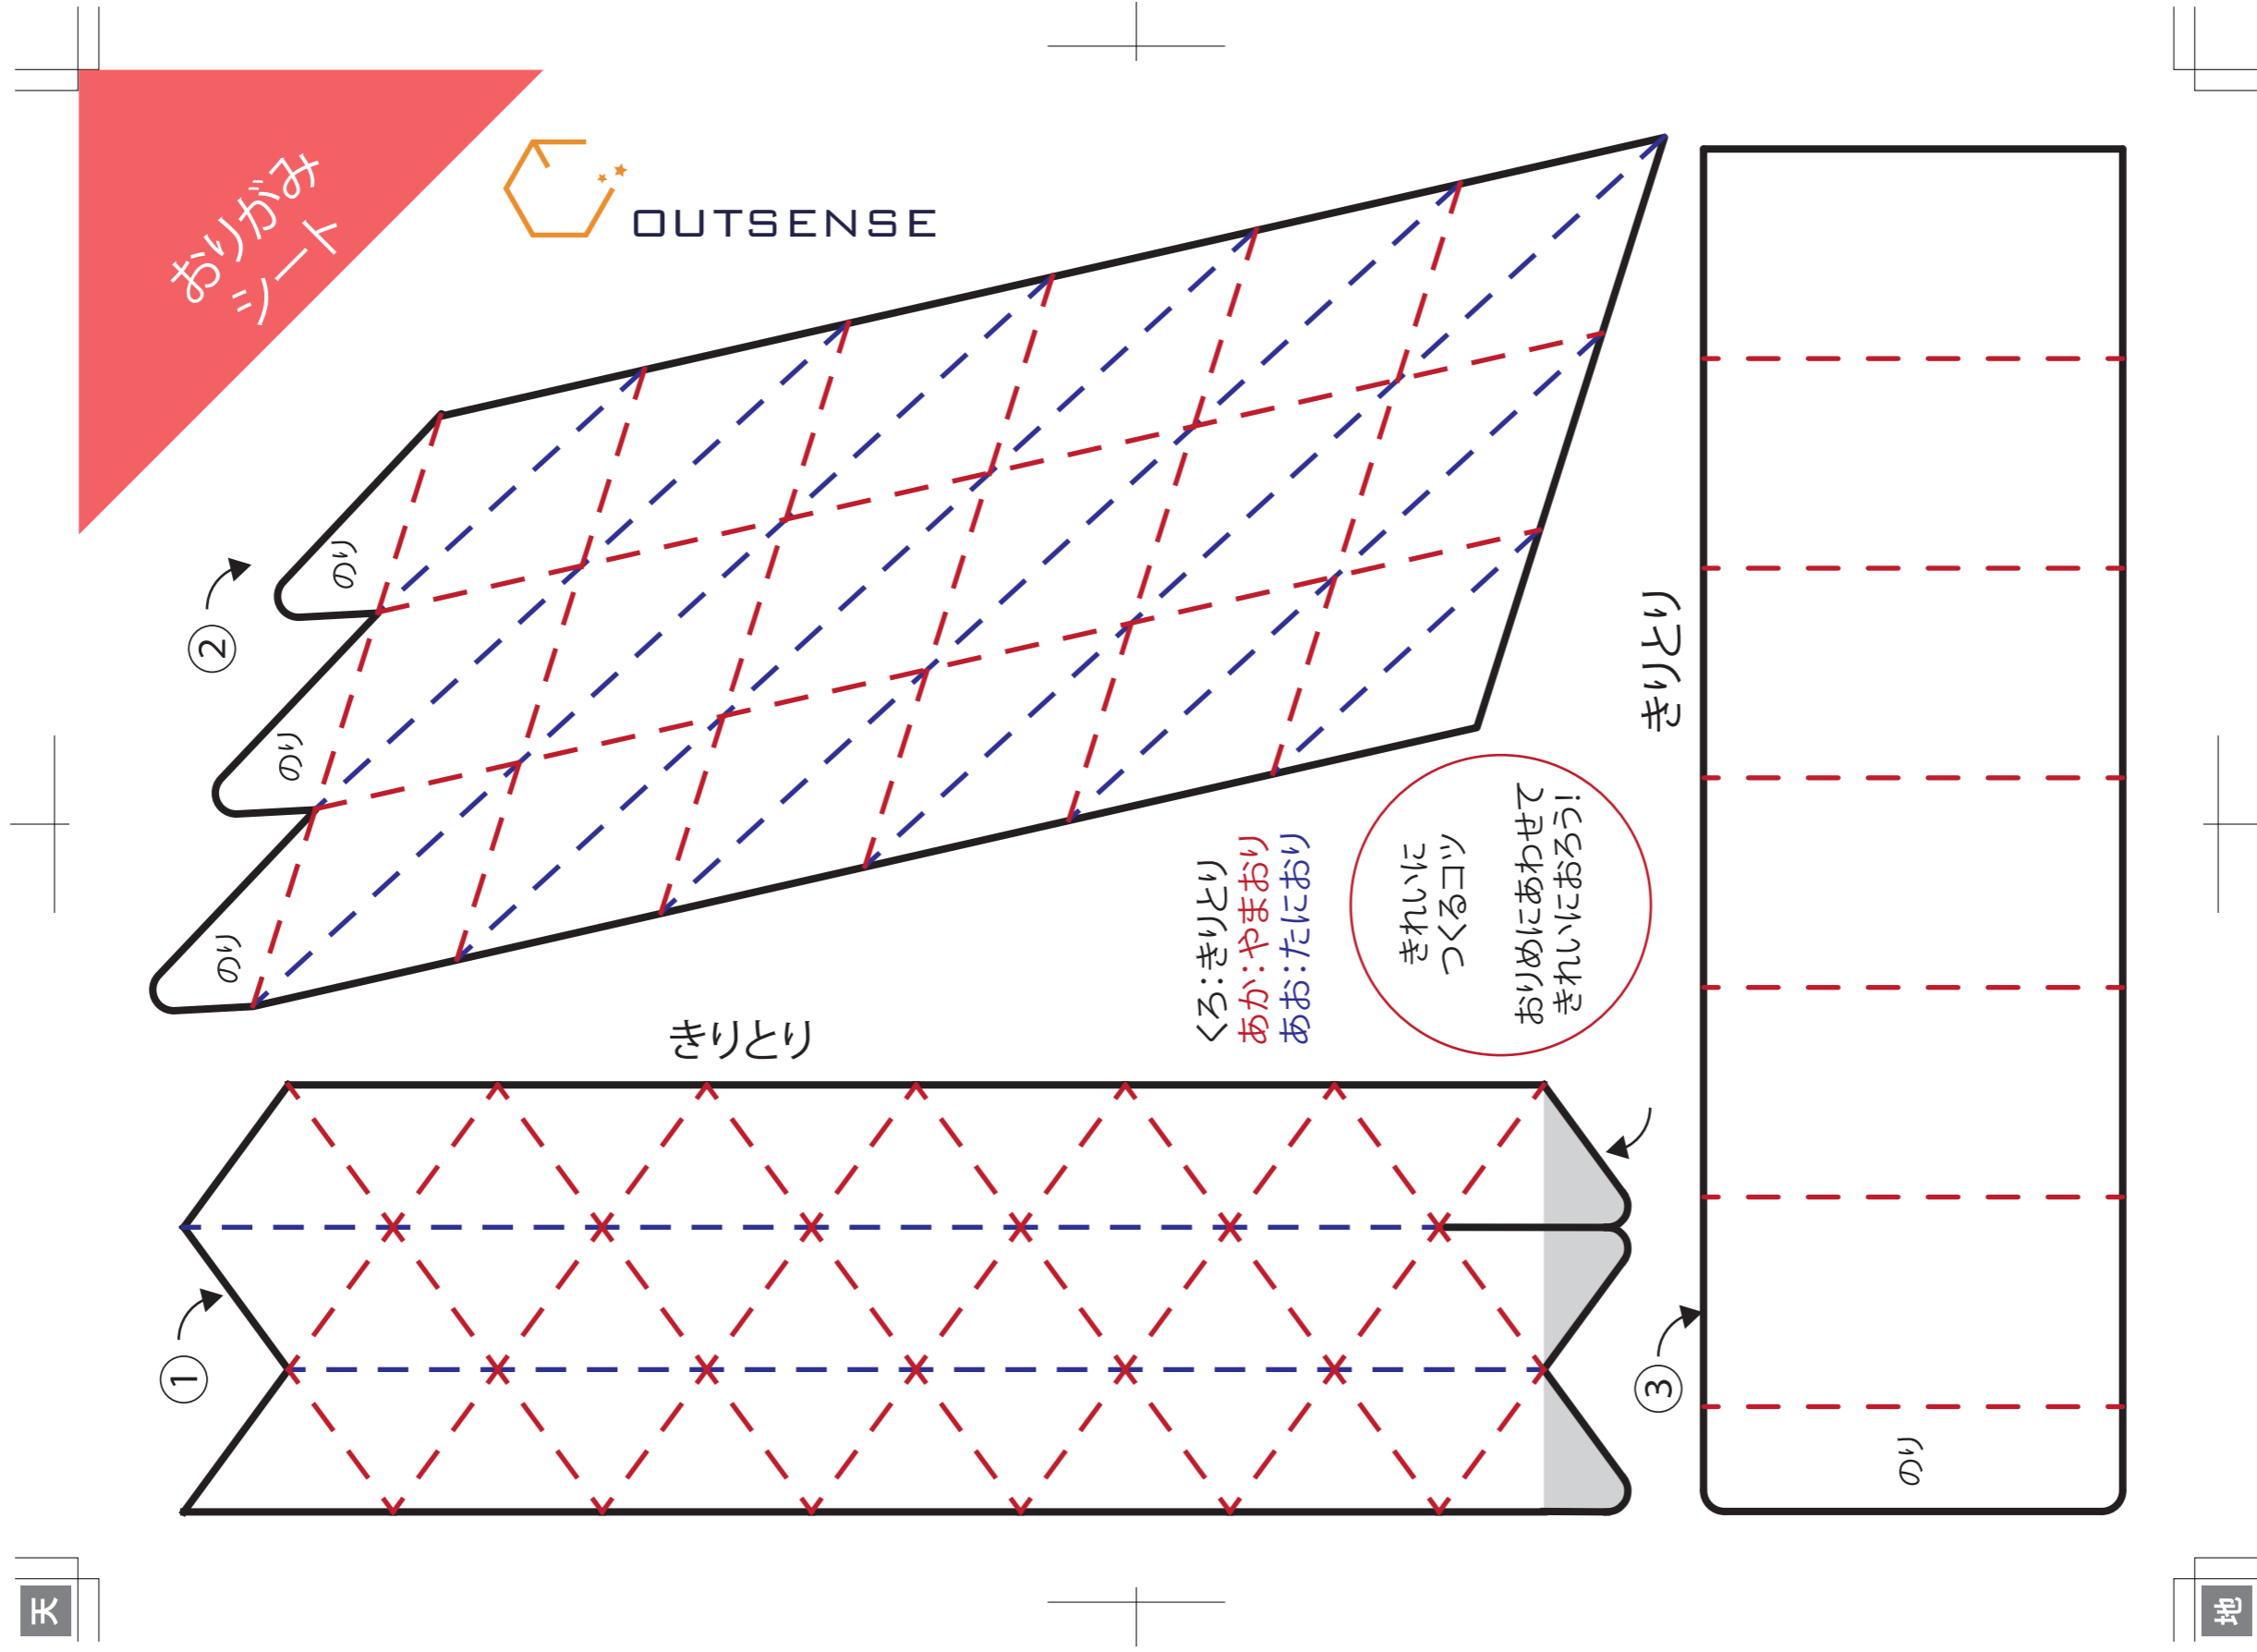 おりがみ
シート
OUTSENSE
②
のり
のり
のり
きりとり
くろ：きりとり
あか：やまおり
あお：たにおり
きれいに
つくるコツ
おりめにあわせて
きれいにおろう！
きりとり
①
③
のり
天
地